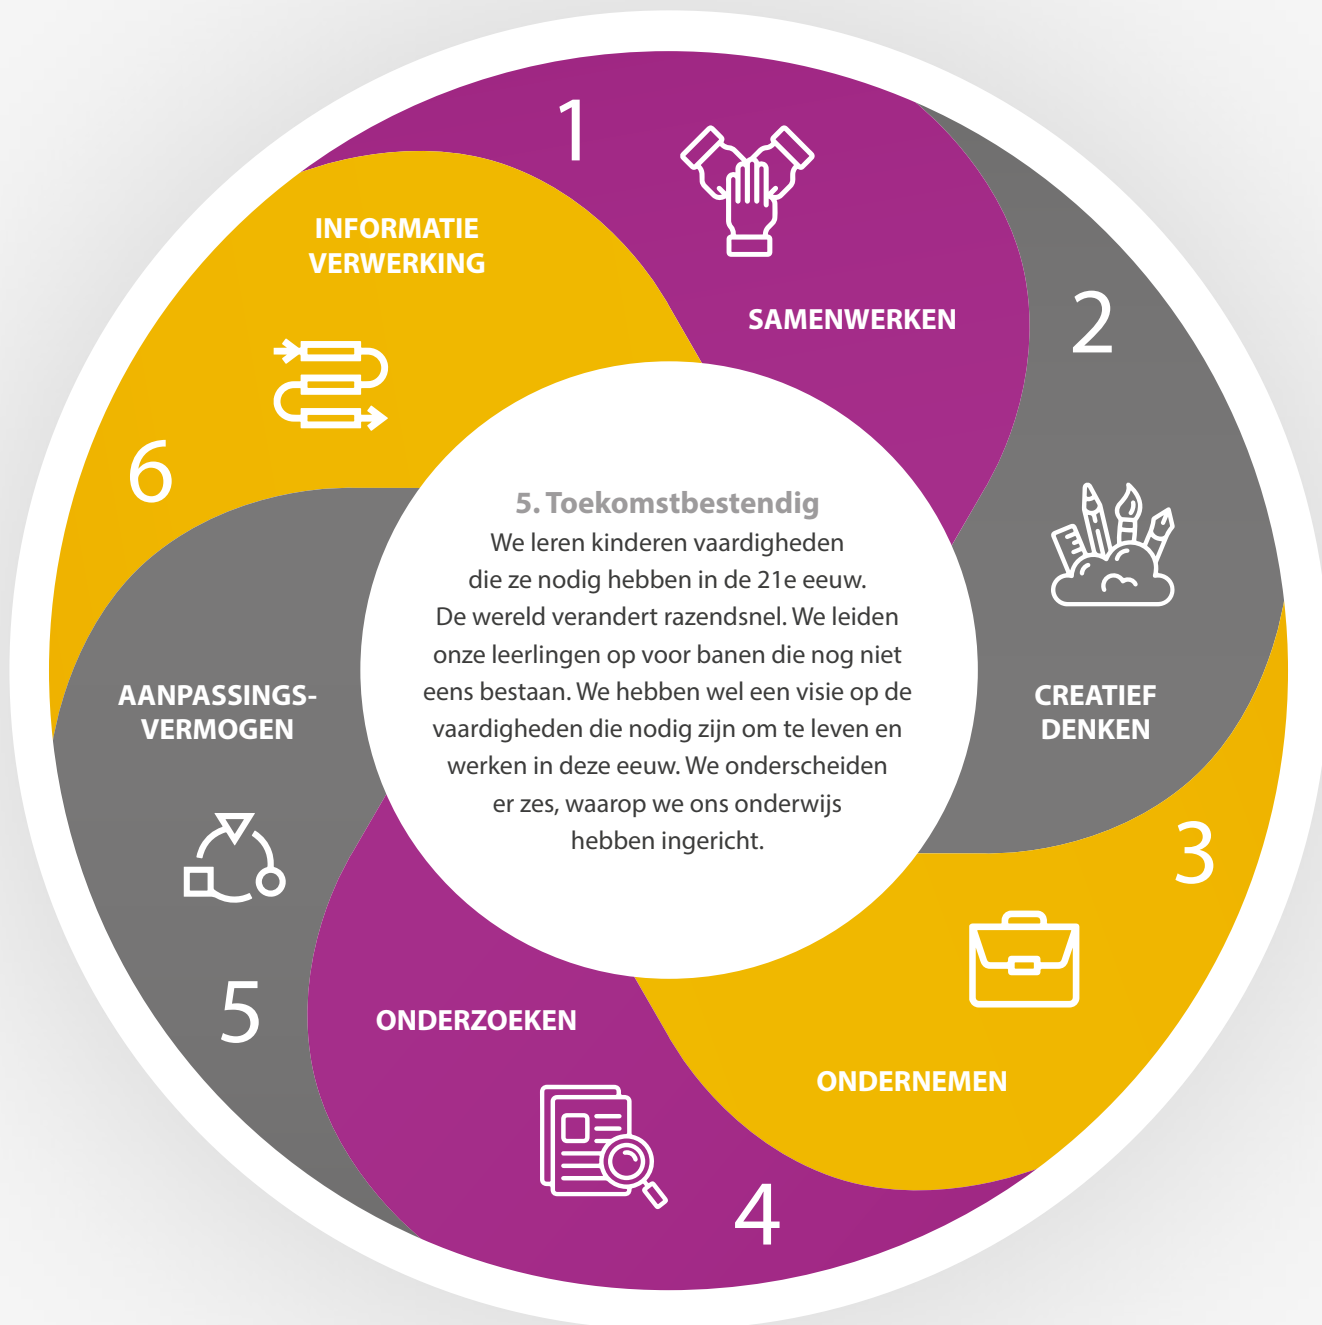 1
SAMENWERKEN
2
CREATIEF
DENKEN
3
ONDERNEMEN
4
ONDERZOEKEN
5
AANPASSINGS-
VERMOGEN
6
INFORMATIE
VERWERKING
5. Toekomstbestendig
We leren kinderen vaardigheden
die ze nodig hebben in de 21e eeuw.
De wereld verandert razendsnel. We leiden
onze leerlingen op voor banen die nog niet
eens bestaan. We hebben wel een visie op de
vaardigheden die nodig zijn om te leven en
werken in deze eeuw. We onderscheiden
er zes, waarop we ons onderwijs
hebben ingericht.